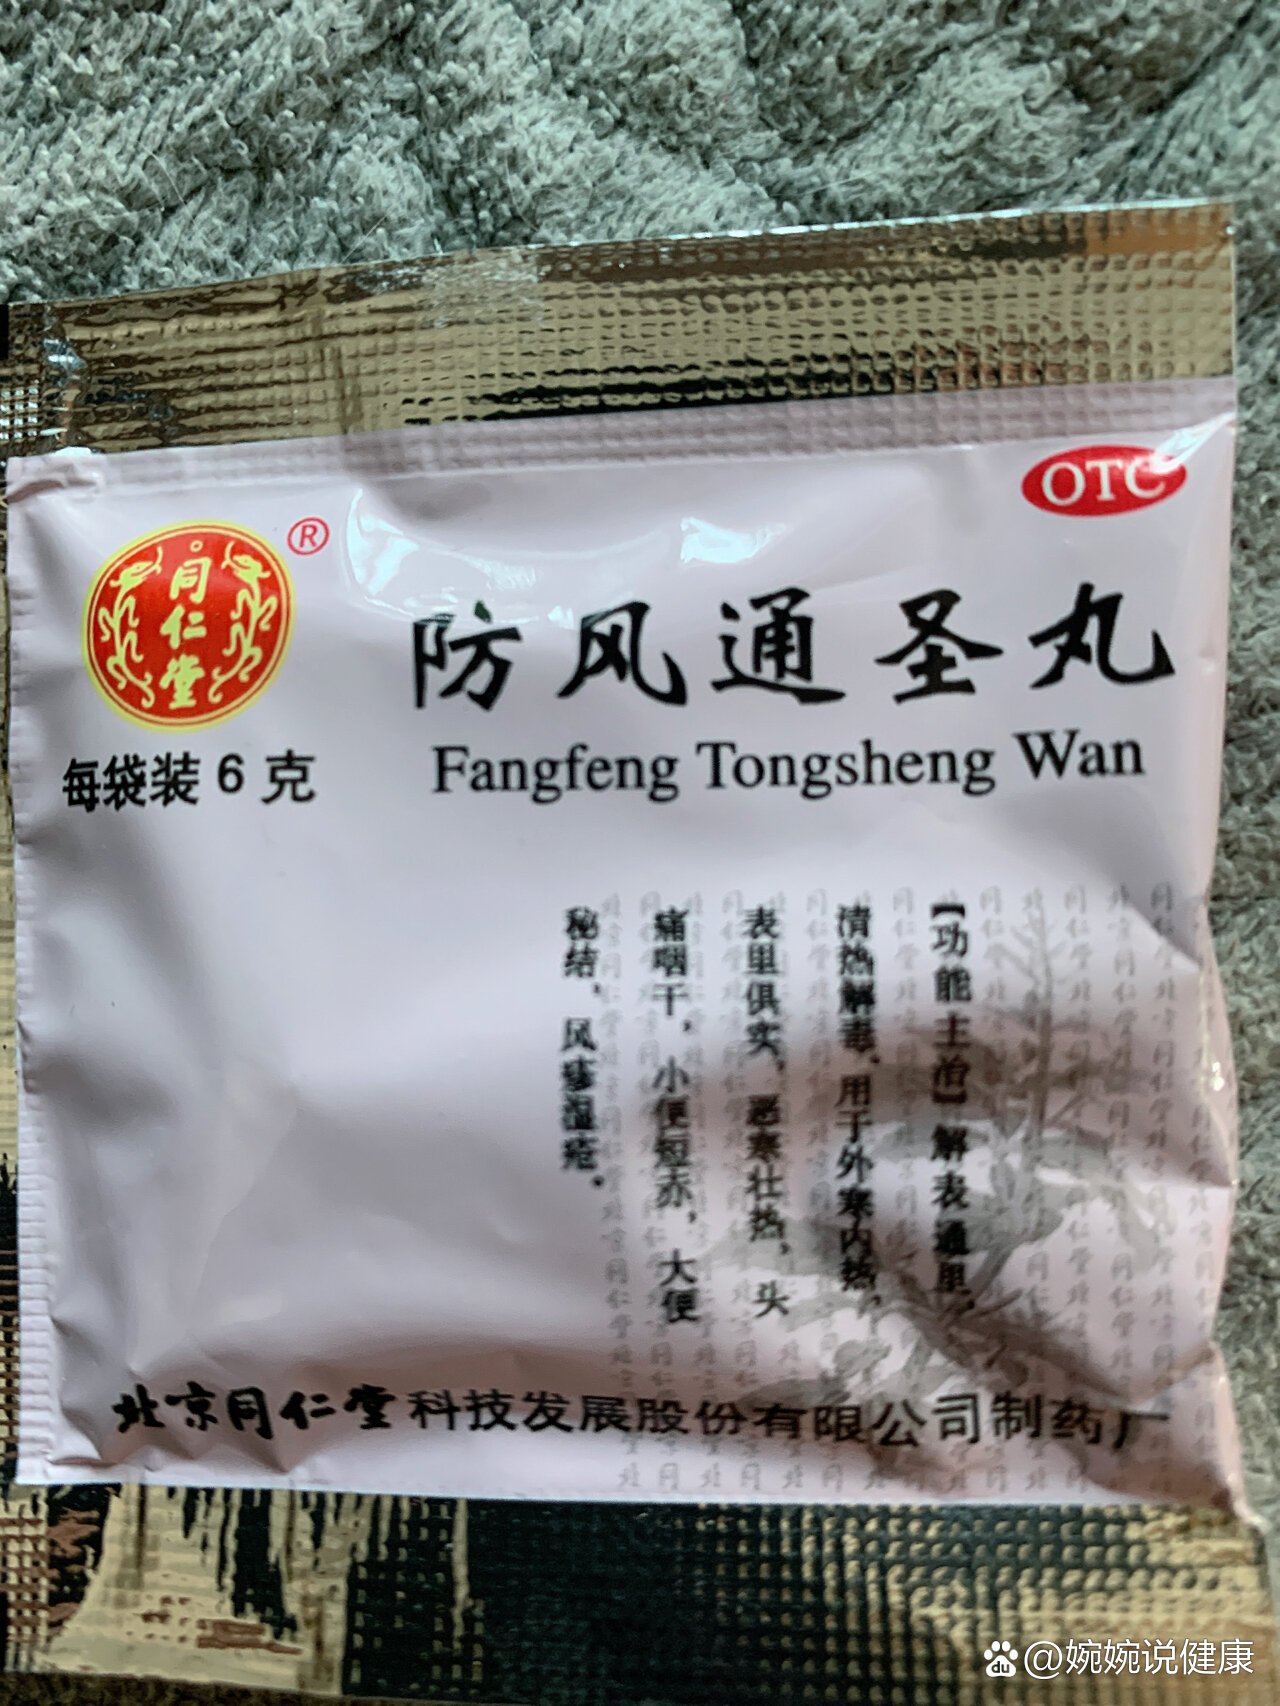 OTC
同仁堂
®
防风通圣丸
每袋装6克
Fangfeng Tongsheng Wan
【功能主治】解表通里，
清热解毒。用于外寒内热，
表里俱实，恶寒壮热，头
痛咽干，小便短赤，大便
秘结，风疹湿疮。
北京同仁堂科技发展股份有限公司制药厂
@婉婉说健康